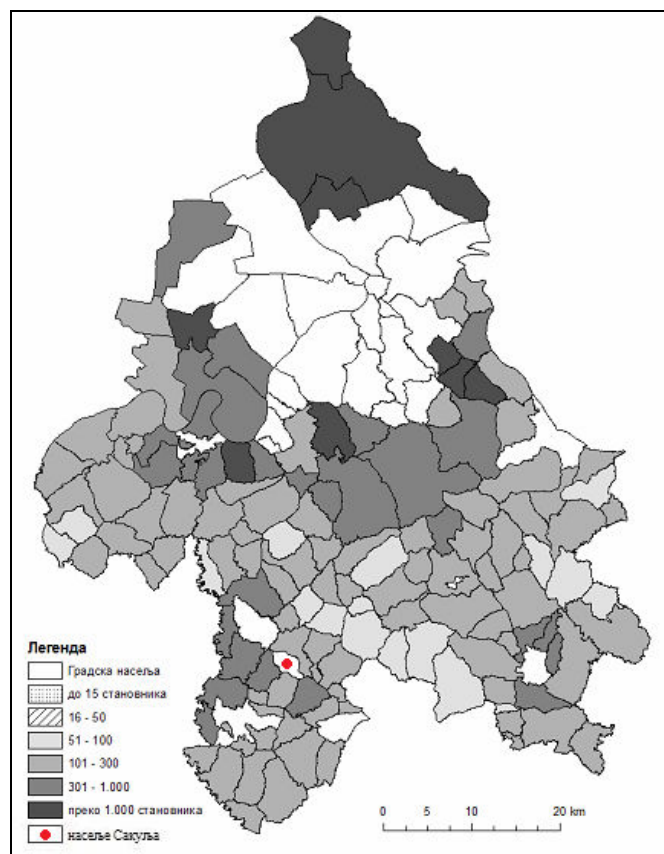 Легенда
Градска насеља
до 15 становника
16 - 50
51 - 100
101 - 300
301 - 1.000
преко 1.000 становника
насеље Сакуља
0 5 10 20 km